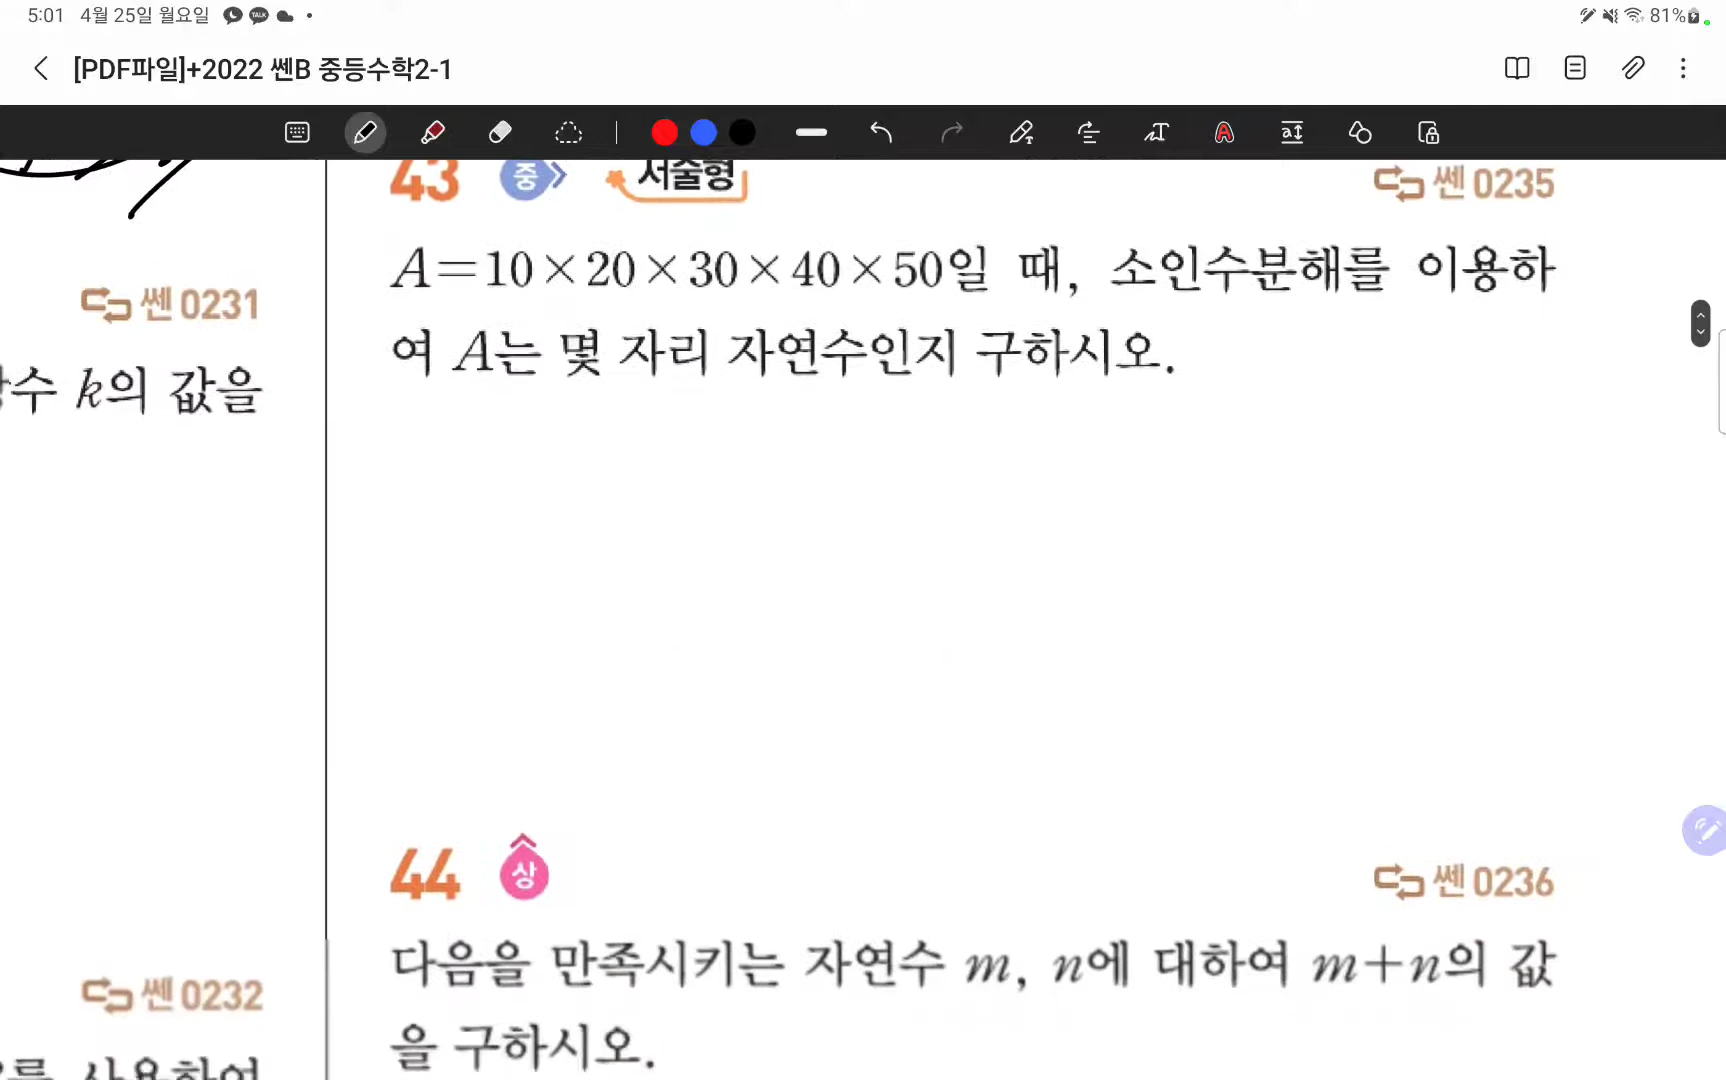 5:01 4월 25일 월요일 TALK 81%
[PDF파일]+2022 쎈B 중등수학2-1
쎈 0231
수 k의 값을
쎈 0232
43 중 서술형 쎈 0235
A=10×20×30×40×50일 때, 소인수분해를 이용하
여 A는 몇 자리 자연수인지 구하시오.
44 상 쎈 0236
다음을 만족시키는 자연수 m, n에 대하여 m+n의 값
을 구하시오.